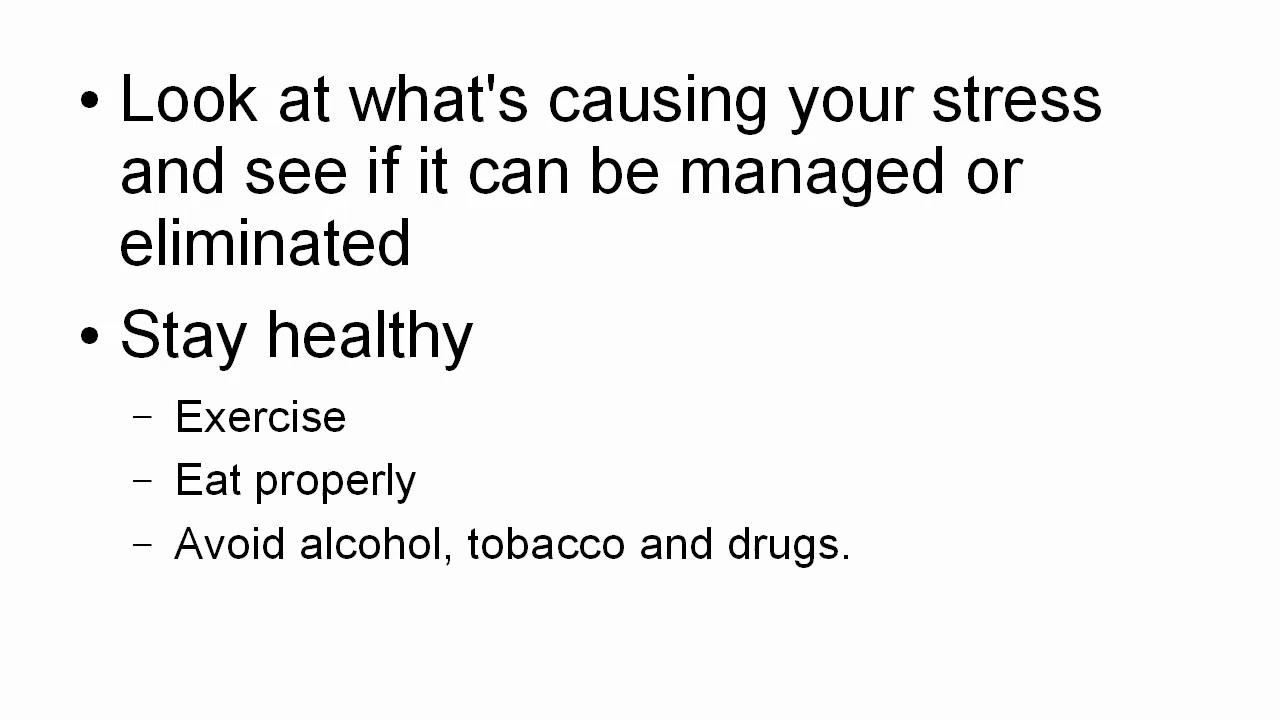 • Look at what's causing your stress
and see if it can be managed or
eliminated
• Stay healthy
– Exercise
– Eat properly
– Avoid alcohol, tobacco and drugs.